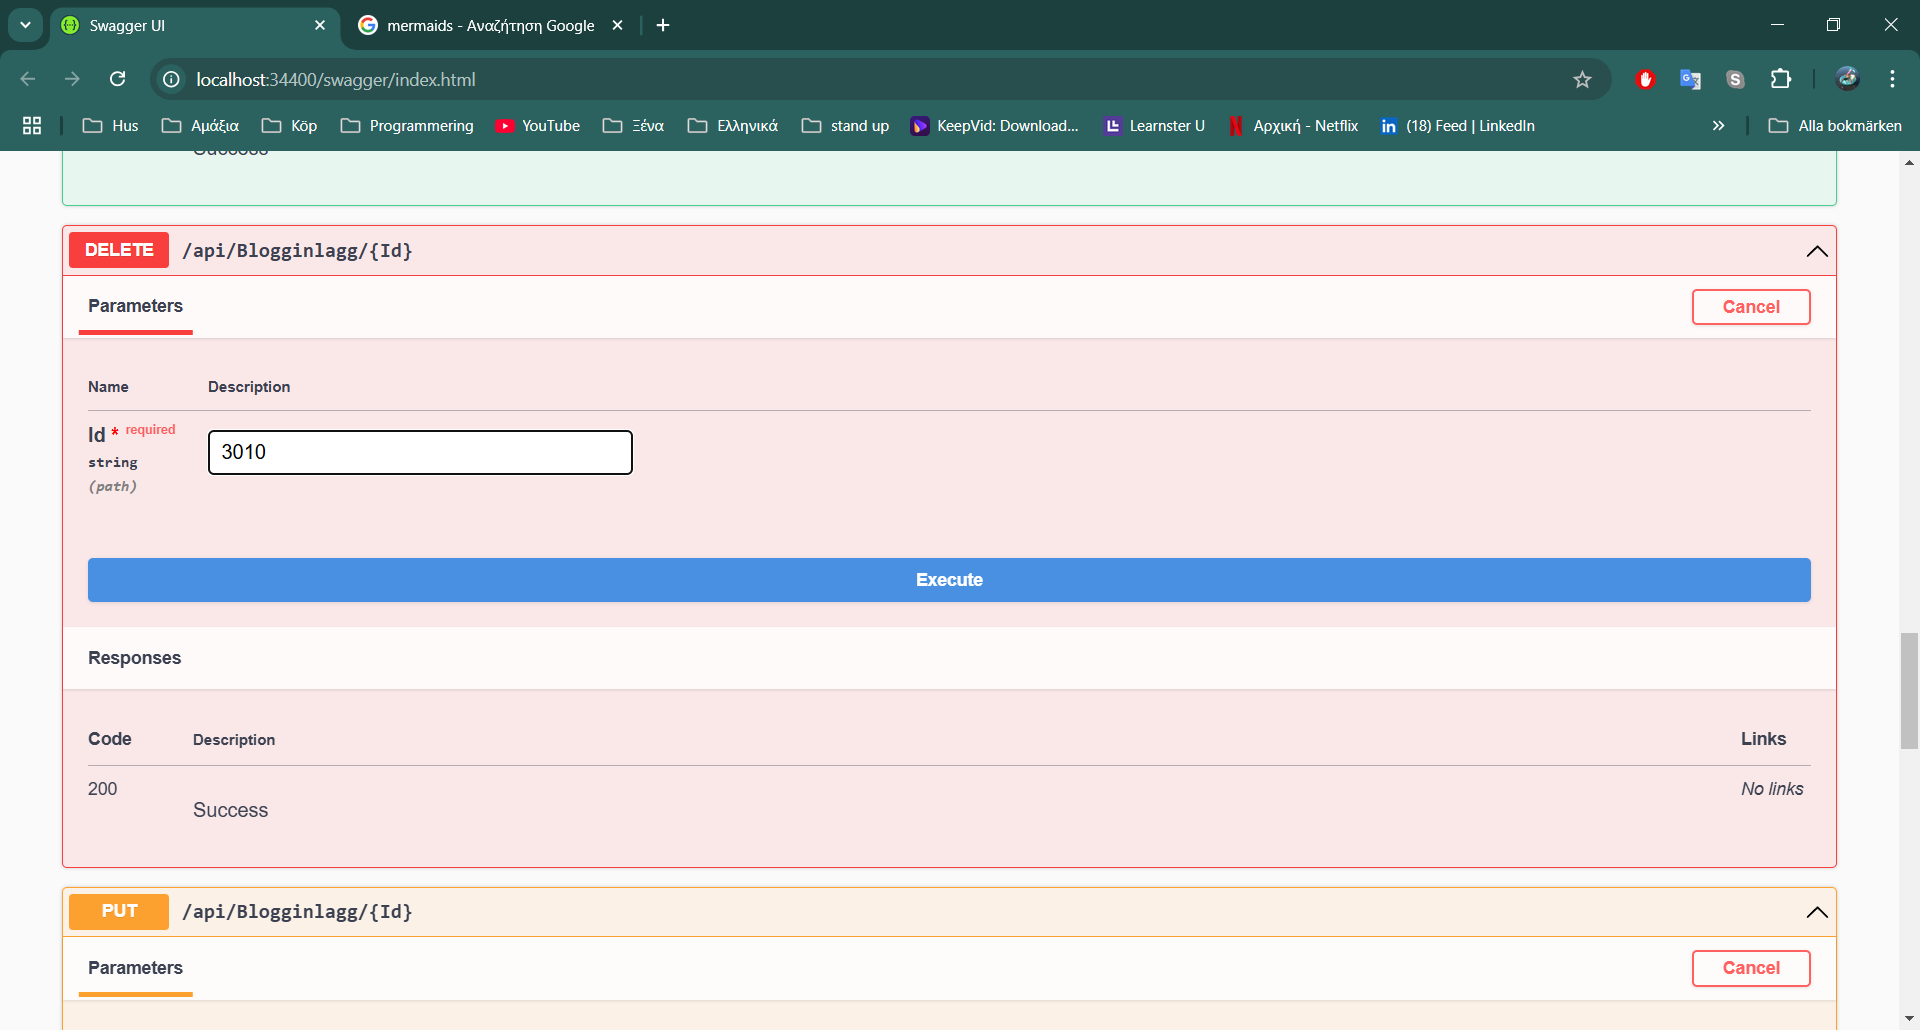 Swagger UI
mermaids - Αναζήτηση Google
localhost:34400/swagger/index.html
Hus
Αμάξια
Köp
Programmering
YouTube
Ξένα
Ελληνικά
stand up
KeepVid: Download...
Learnster U
Αρχική - Netflix
(18) Feed | LinkedIn
Alla bokmärken
Success
DELETE /api/Blogginlagg/{Id}
Parameters
Cancel
Name Description
Id * required
string
(path)
3010
Execute
Responses
Code Description Links
200 No links
Success
PUT /api/Blogginlagg/{Id}
Parameters
Cancel